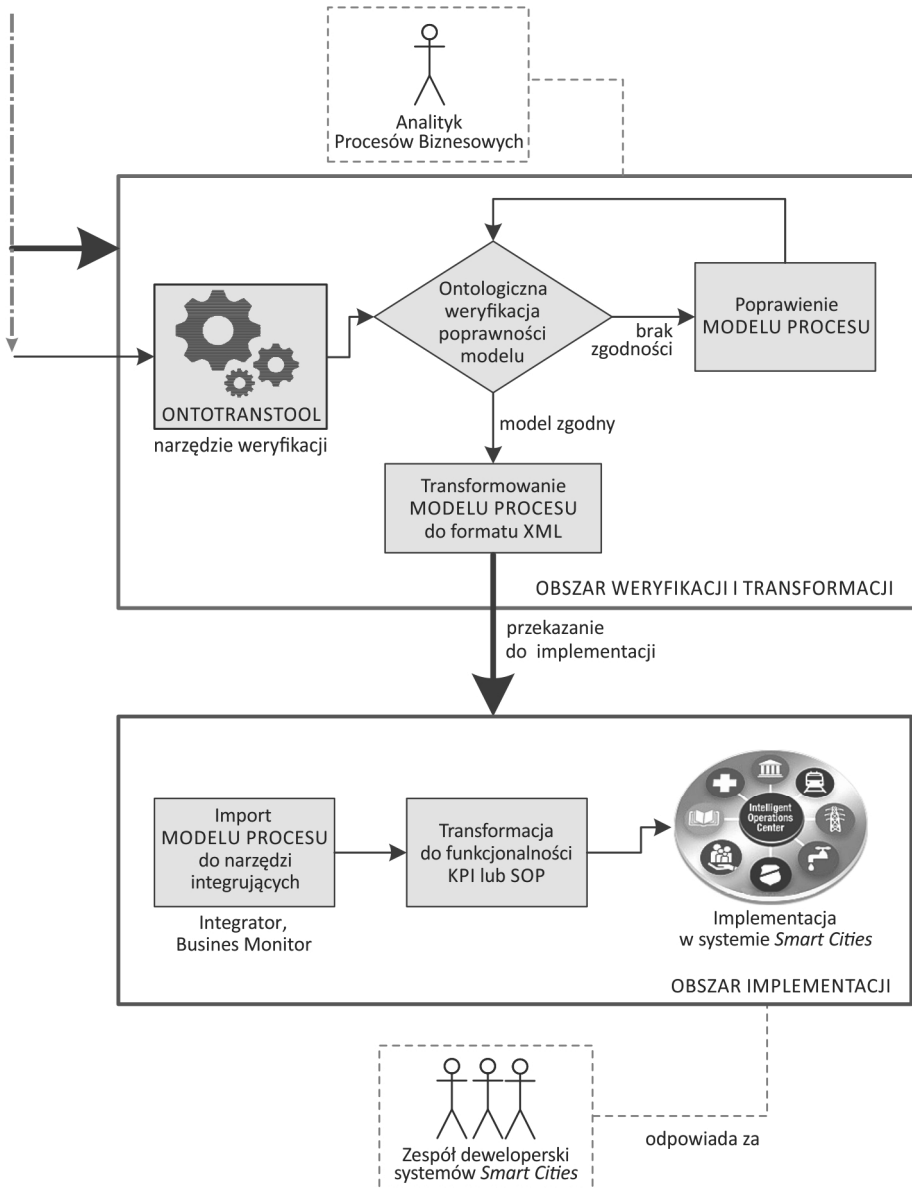 Analityk
Procesów Biznesowych
Ontologiczna
weryfikacja
poprawności
modelu
brak
zgodności
Poprawienie
MODELU PROCESU
ONTOTRANSTOOL
narzędzie weryfikacji
model zgodny
Transformowanie
MODELU PROCESU
do formatu XML
OBSZAR WERYFIKACJI I TRANSFORMACJI
przekazanie
do implementacji
Import
MODELU PROCESU
do narzędzi
integrujących
Integrator,
Busines Monitor
Transformacja
do funkcjonalności
KPI lub SOP
Intelligent
Operations
Center
Implementacja
w systemie Smart Cities
OBSZAR IMPLEMENTACJI
Zespół deweloperski
systemów Smart Cities
odpowiada za